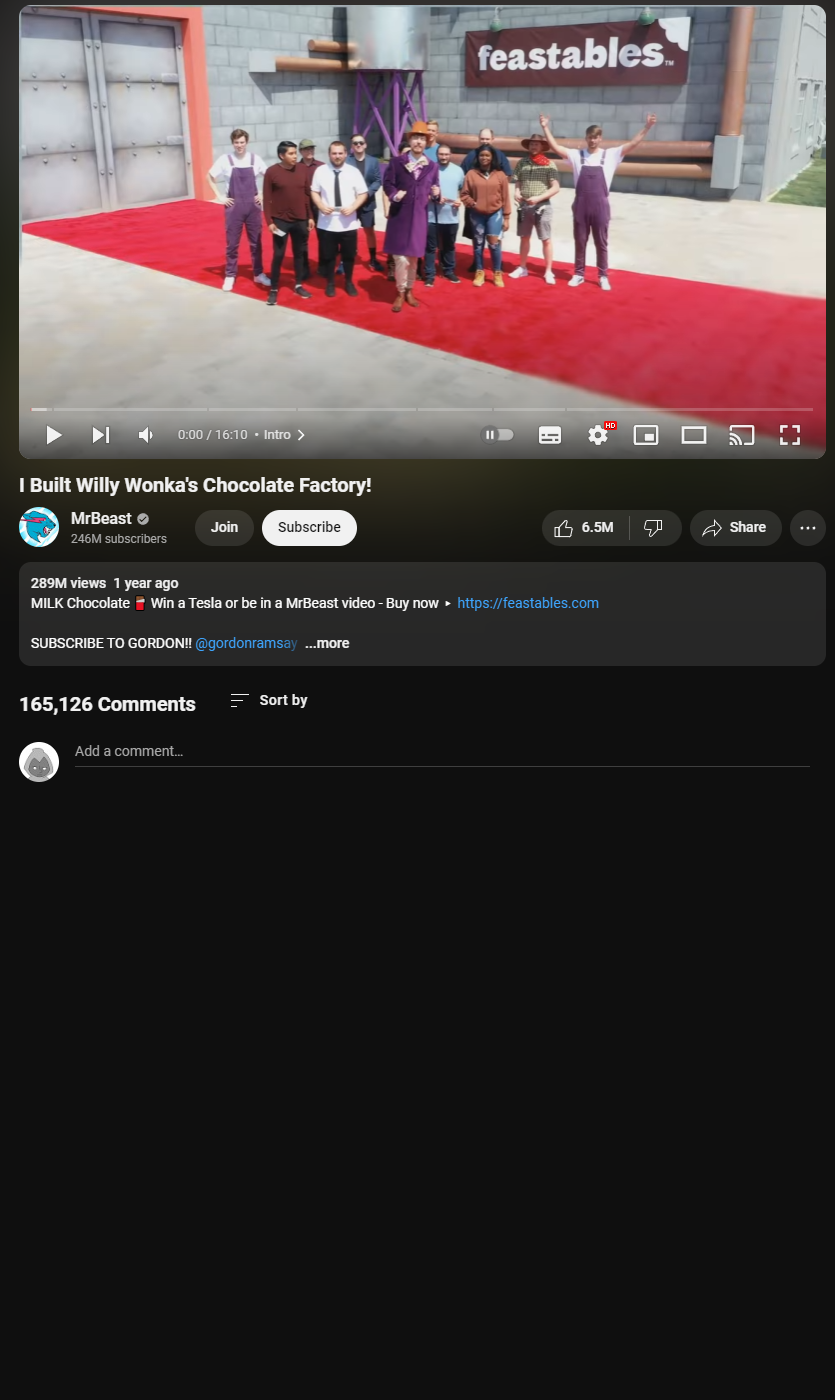 feastables™
0:00 / 16:10 • Intro
HD
I Built Willy Wonka's Chocolate Factory!
MrBeast
246M subscribers
Join
Subscribe
6.5M
Share
289M views 1 year ago
MILK Chocolate 🍫 Win a Tesla or be in a MrBeast video - Buy now ▸ https://feastables.com
SUBSCRIBE TO GORDON!! @gordonramsay ...more
165,126 Comments
Sort by
Add a comment...